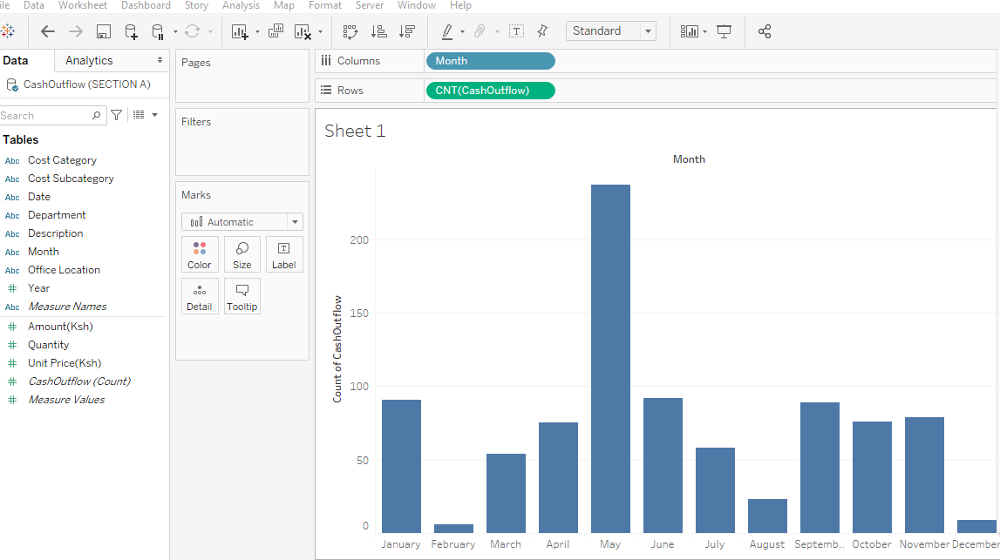 ile Data Worksheet Dashboard Story Analysis Map Format Server Window Help
Standard
Data Analytics
CashOutflow (SECTION A)
Search
Tables
Abc Cost Category
Abc Cost Subcategory
Abc Date
Abc Department
Abc Description
Abc Month
Abc Office Location
# Year
Abc Measure Names
# Amount(Ksh)
# Quantity
# Unit Price(Ksh)
# CashOutflow (Count)
# Measure Values
Pages
Filters
Marks
Automatic
Color Size Label
Detail Tooltip
Columns Month
Rows CNT(CashOutflow)
Sheet 1
Month
Count of CashOutflow
200
150
100
50
0
January February March April May June July August Septemb.. October November December